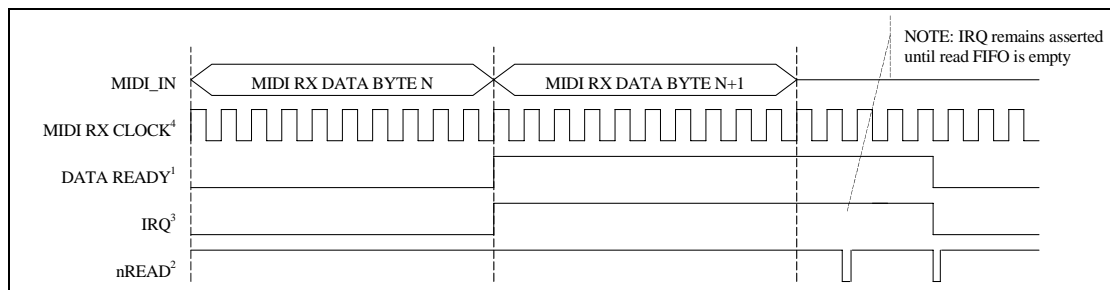 NOTE: IRQ remains asserted
until read FIFO is empty
MIDI_IN
MIDI RX DATA BYTE N
MIDI RX DATA BYTE N+1
MIDI RX CLOCK⁴
DATA READY¹
IRQ³
nREAD²